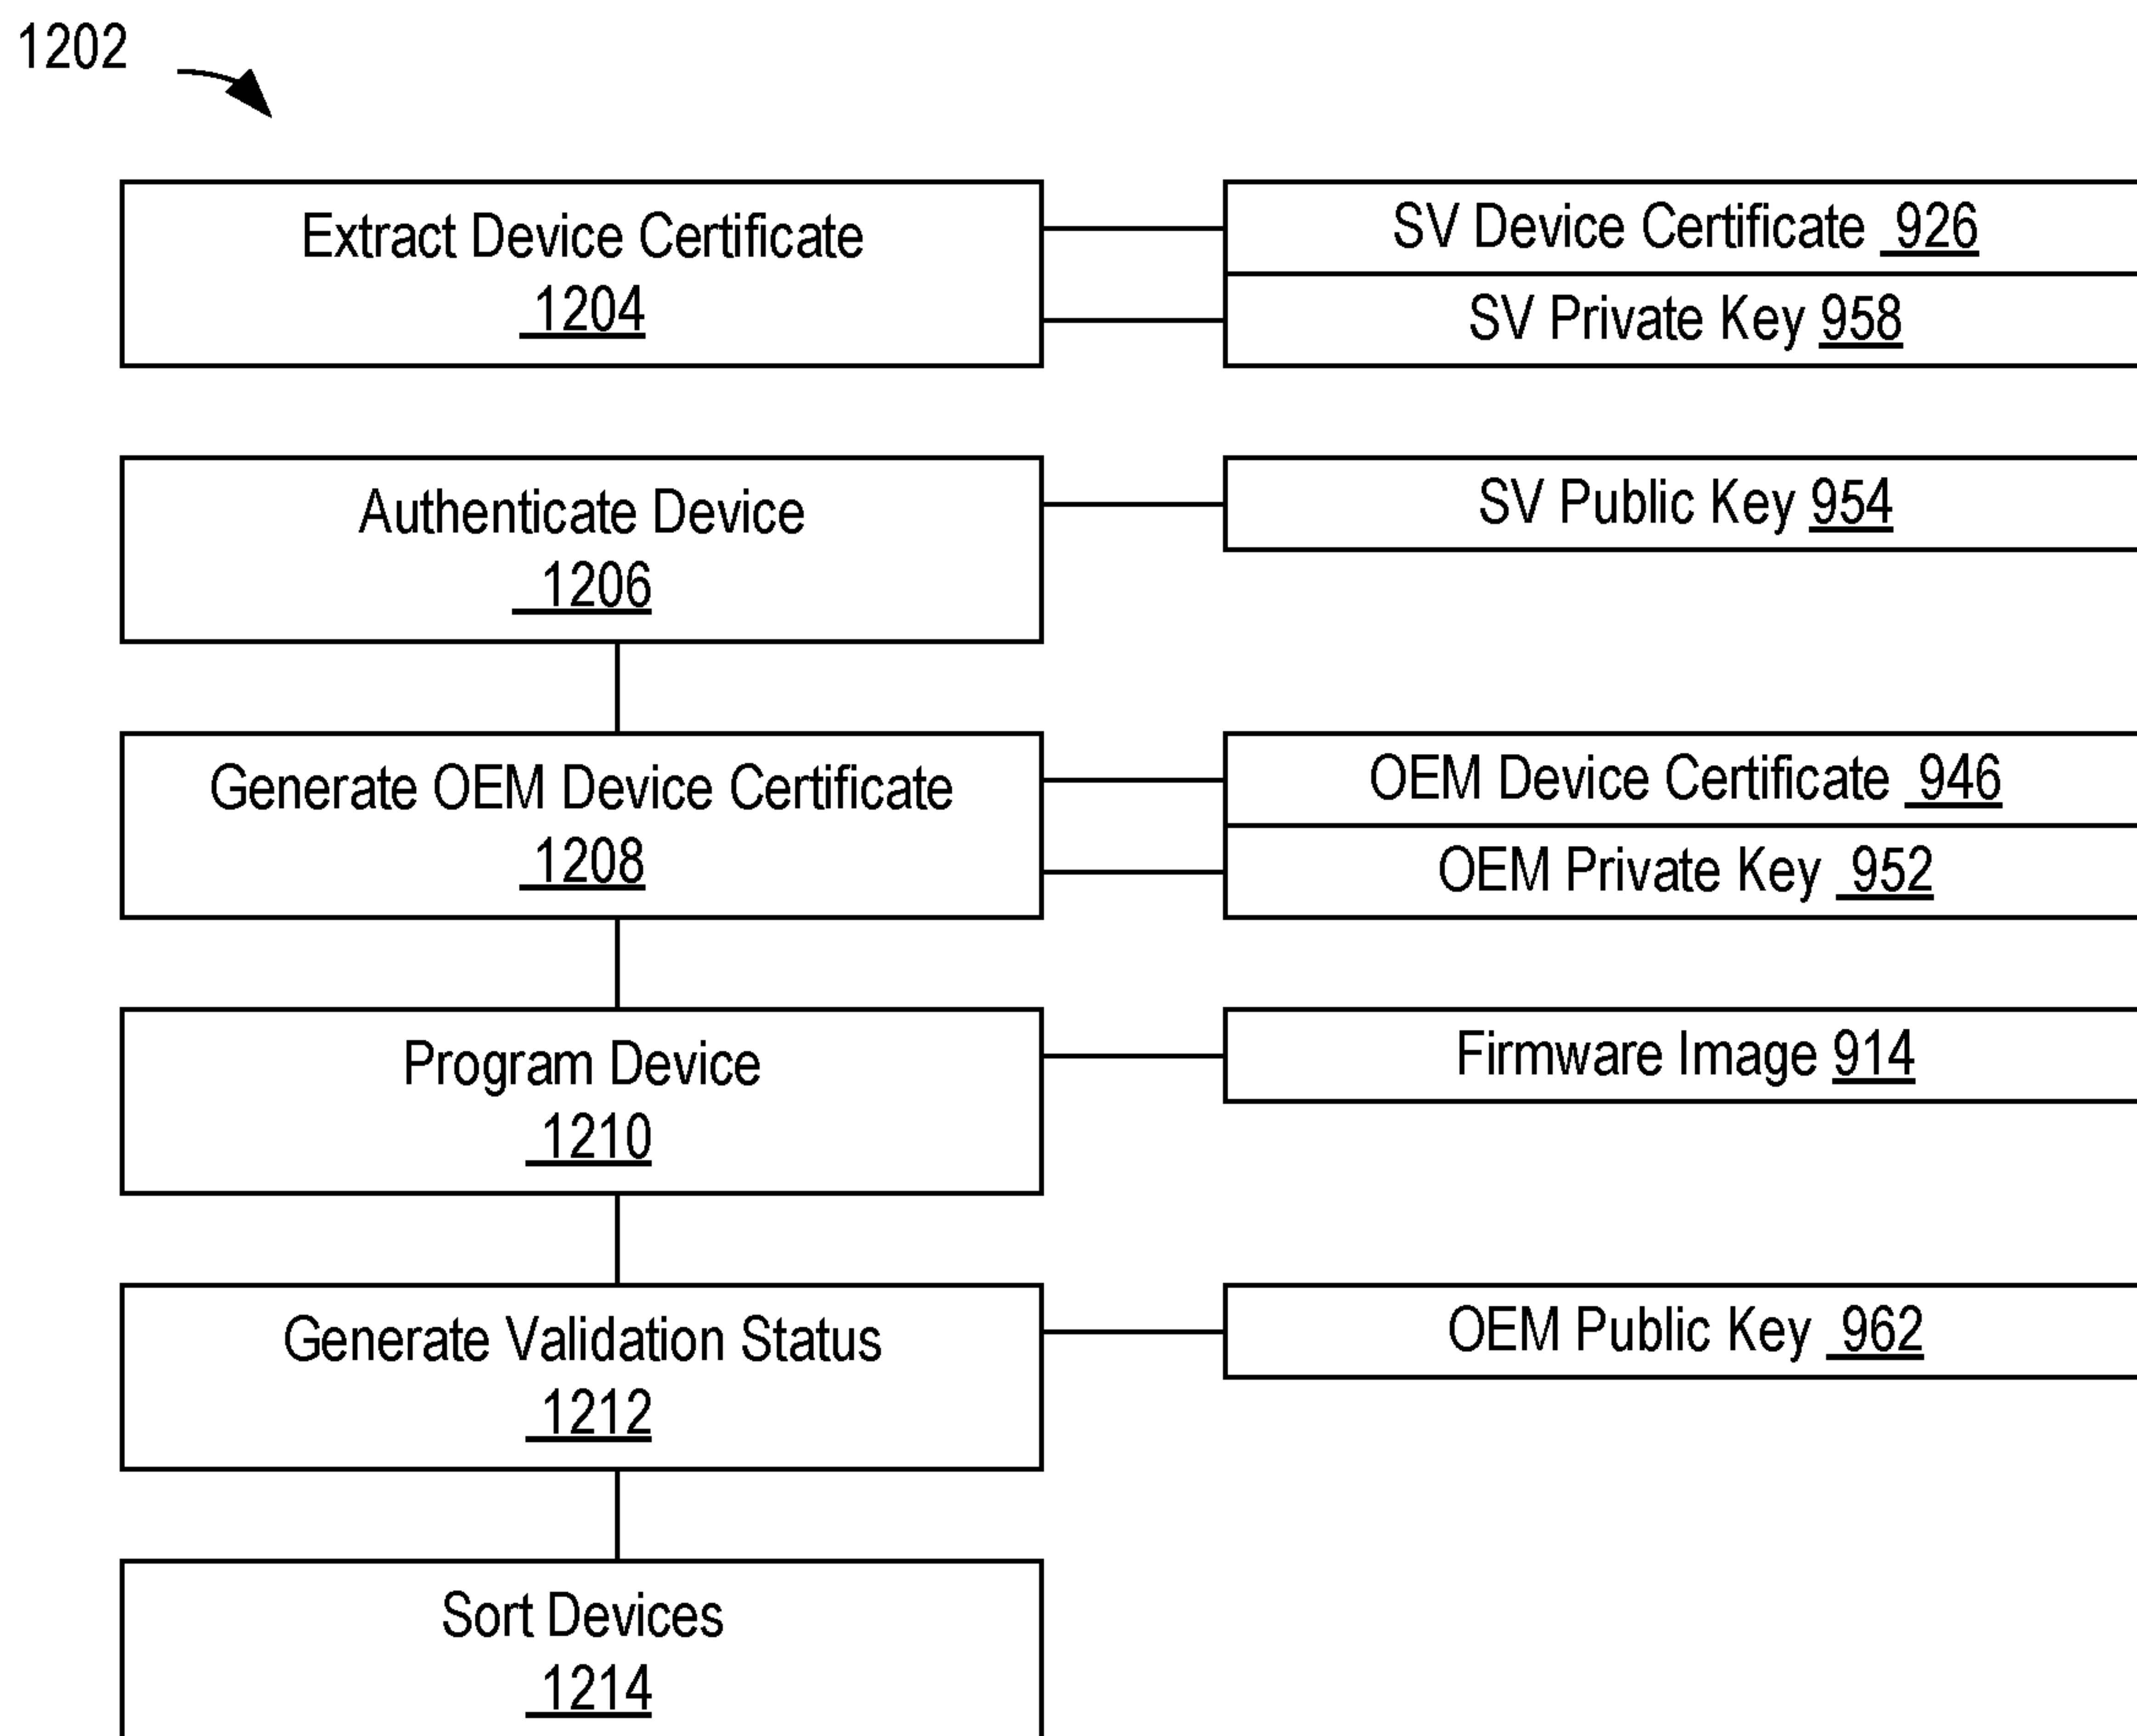 1202
Extract Device Certificate
1204
SV Device Certificate 926
SV Private Key 958
Authenticate Device
1206
SV Public Key 954
Generate OEM Device Certificate
1208
OEM Device Certificate 946
OEM Private Key 952
Program Device
1210
Firmware Image 914
Generate Validation Status
1212
OEM Public Key 962
Sort Devices
1214